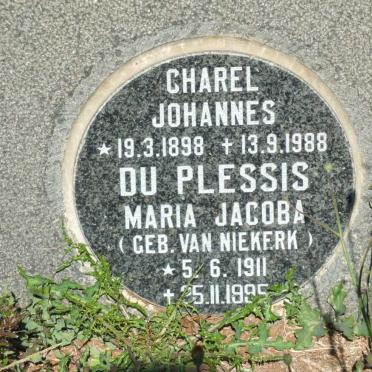 CHAREL
JOHANNES
*19.3.1898 †13.9.1988
DU PLESSIS
MARIA JACOBA
(GEB. VAN NIEKERK)
*5.6.1911
†25.11.1995